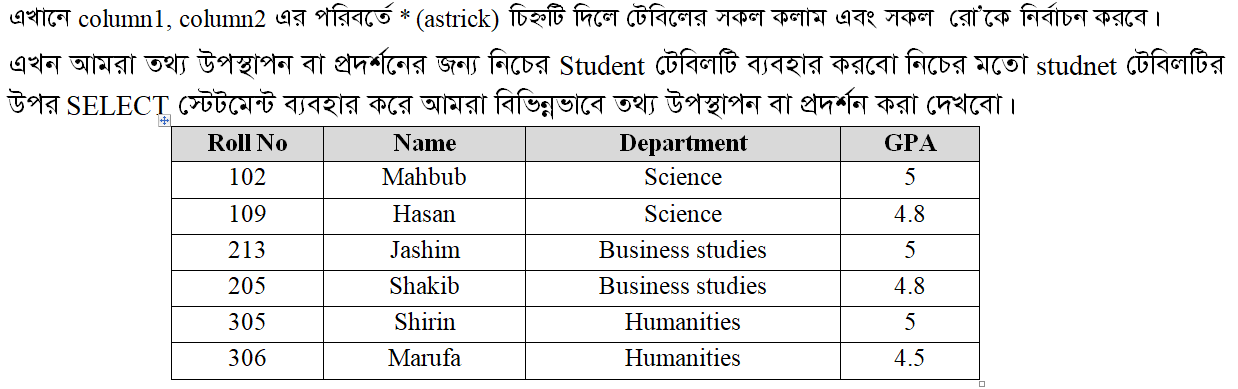 এখানে column1, column2 এর পরিবর্তে * (astrick) চিহ্নটি দিলে টেবিলের সকল কলাম এবং সকল রো'কে নির্বাচন করবে।
এখন আমরা তথ্য উপস্থাপন বা প্রদর্শনের জন্য নিচের Student টেবিলটি ব্যবহার করবো নিচের মতো studnet টেবিলটির
উপর SELECT স্টেটমেন্ট ব্যবহার করে আমরা বিভিন্নভাবে তথ্য উপস্থাপন বা প্রদর্শন করা দেখবো।
Roll No Name Department GPA
102 Mahbub Science 5
109 Hasan Science 4.8
213 Jashim Business studies 5
205 Shakib Business studies 4.8
305 Shirin Humanities 5
306 Marufa Humanities 4.5